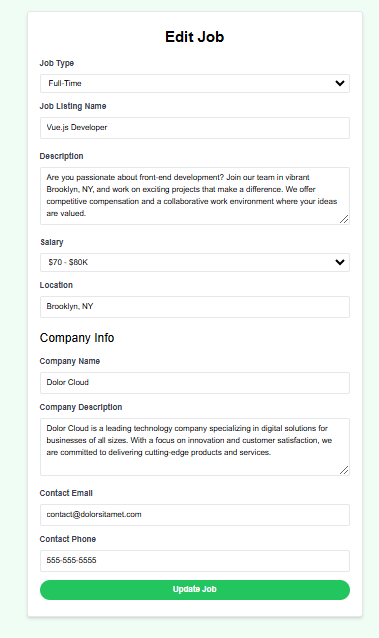 Edit Job
Job Type
Full-Time
Job Listing Name
Vue.js Developer
Description
Are you passionate about front-end development? Join our team in vibrant
Brooklyn, NY, and work on exciting projects that make a difference. We offer
competitive compensation and a collaborative work environment where your ideas
are valued.
Salary
$70 - $80K
Location
Brooklyn, NY
Company Info
Company Name
Dolor Cloud
Company Description
Dolor Cloud is a leading technology company specializing in digital solutions for
businesses of all sizes. With a focus on innovation and customer satisfaction, we
are committed to delivering cutting-edge products and services.
Contact Email
contact@dolorsitamet.com
Contact Phone
555-555-5555
Update Job